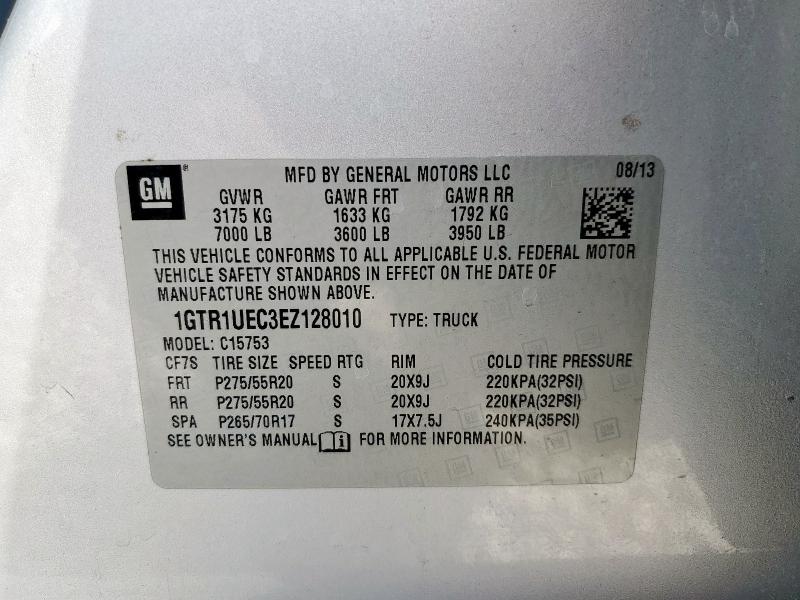 GM ® MFD BY GENERAL MOTORS LLC 08/13
GVWR GAWR FRT GAWR RR
3175 KG 1633 KG 1792 KG
7000 LB 3600 LB 3950 LB
THIS VEHICLE CONFORMS TO ALL APPLICABLE U.S. FEDERAL MOTOR
VEHICLE SAFETY STANDARDS IN EFFECT ON THE DATE OF
MANUFACTURE SHOWN ABOVE.
1GTR1UEC3EZ128010 TYPE: TRUCK
MODEL: C15753
CF7S TIRE SIZE SPEED RTG RIM COLD TIRE PRESSURE
FRT P275/55R20 S 20X9J 220KPA(32PSI)
RR P275/55R20 S 20X9J 220KPA(32PSI)
SPA P265/70R17 S 17X7.5J 240KPA(35PSI)
SEE OWNER'S MANUAL i FOR MORE INFORMATION.